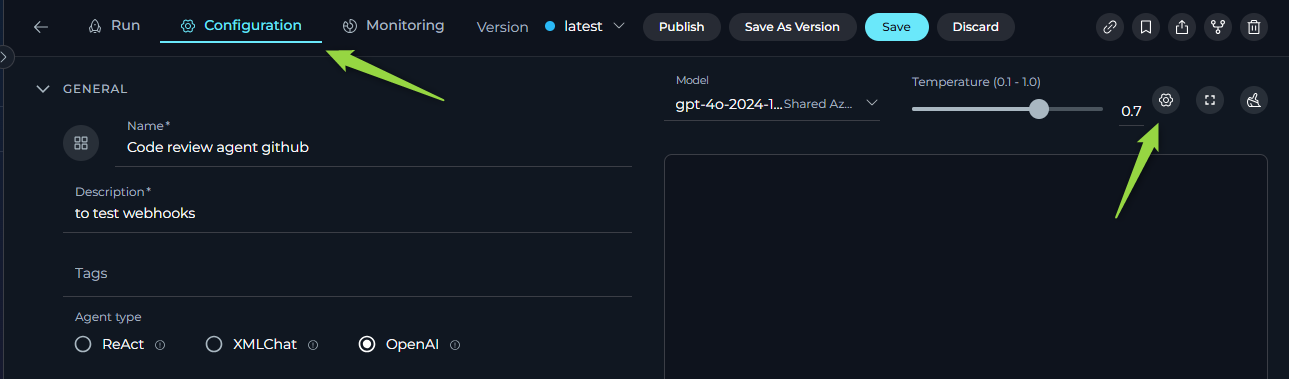 Run
Configuration
Monitoring
Version
latest
Publish
Save As Version
Save
Discard
GENERAL
Name*
Code review agent github
Description*
to test webhooks
Tags
Agent type
ReAct
XMLChat
OpenAI
Model
gpt-4o-2024-1... Shared Az...
Temperature (0.1 - 1.0)
0.7